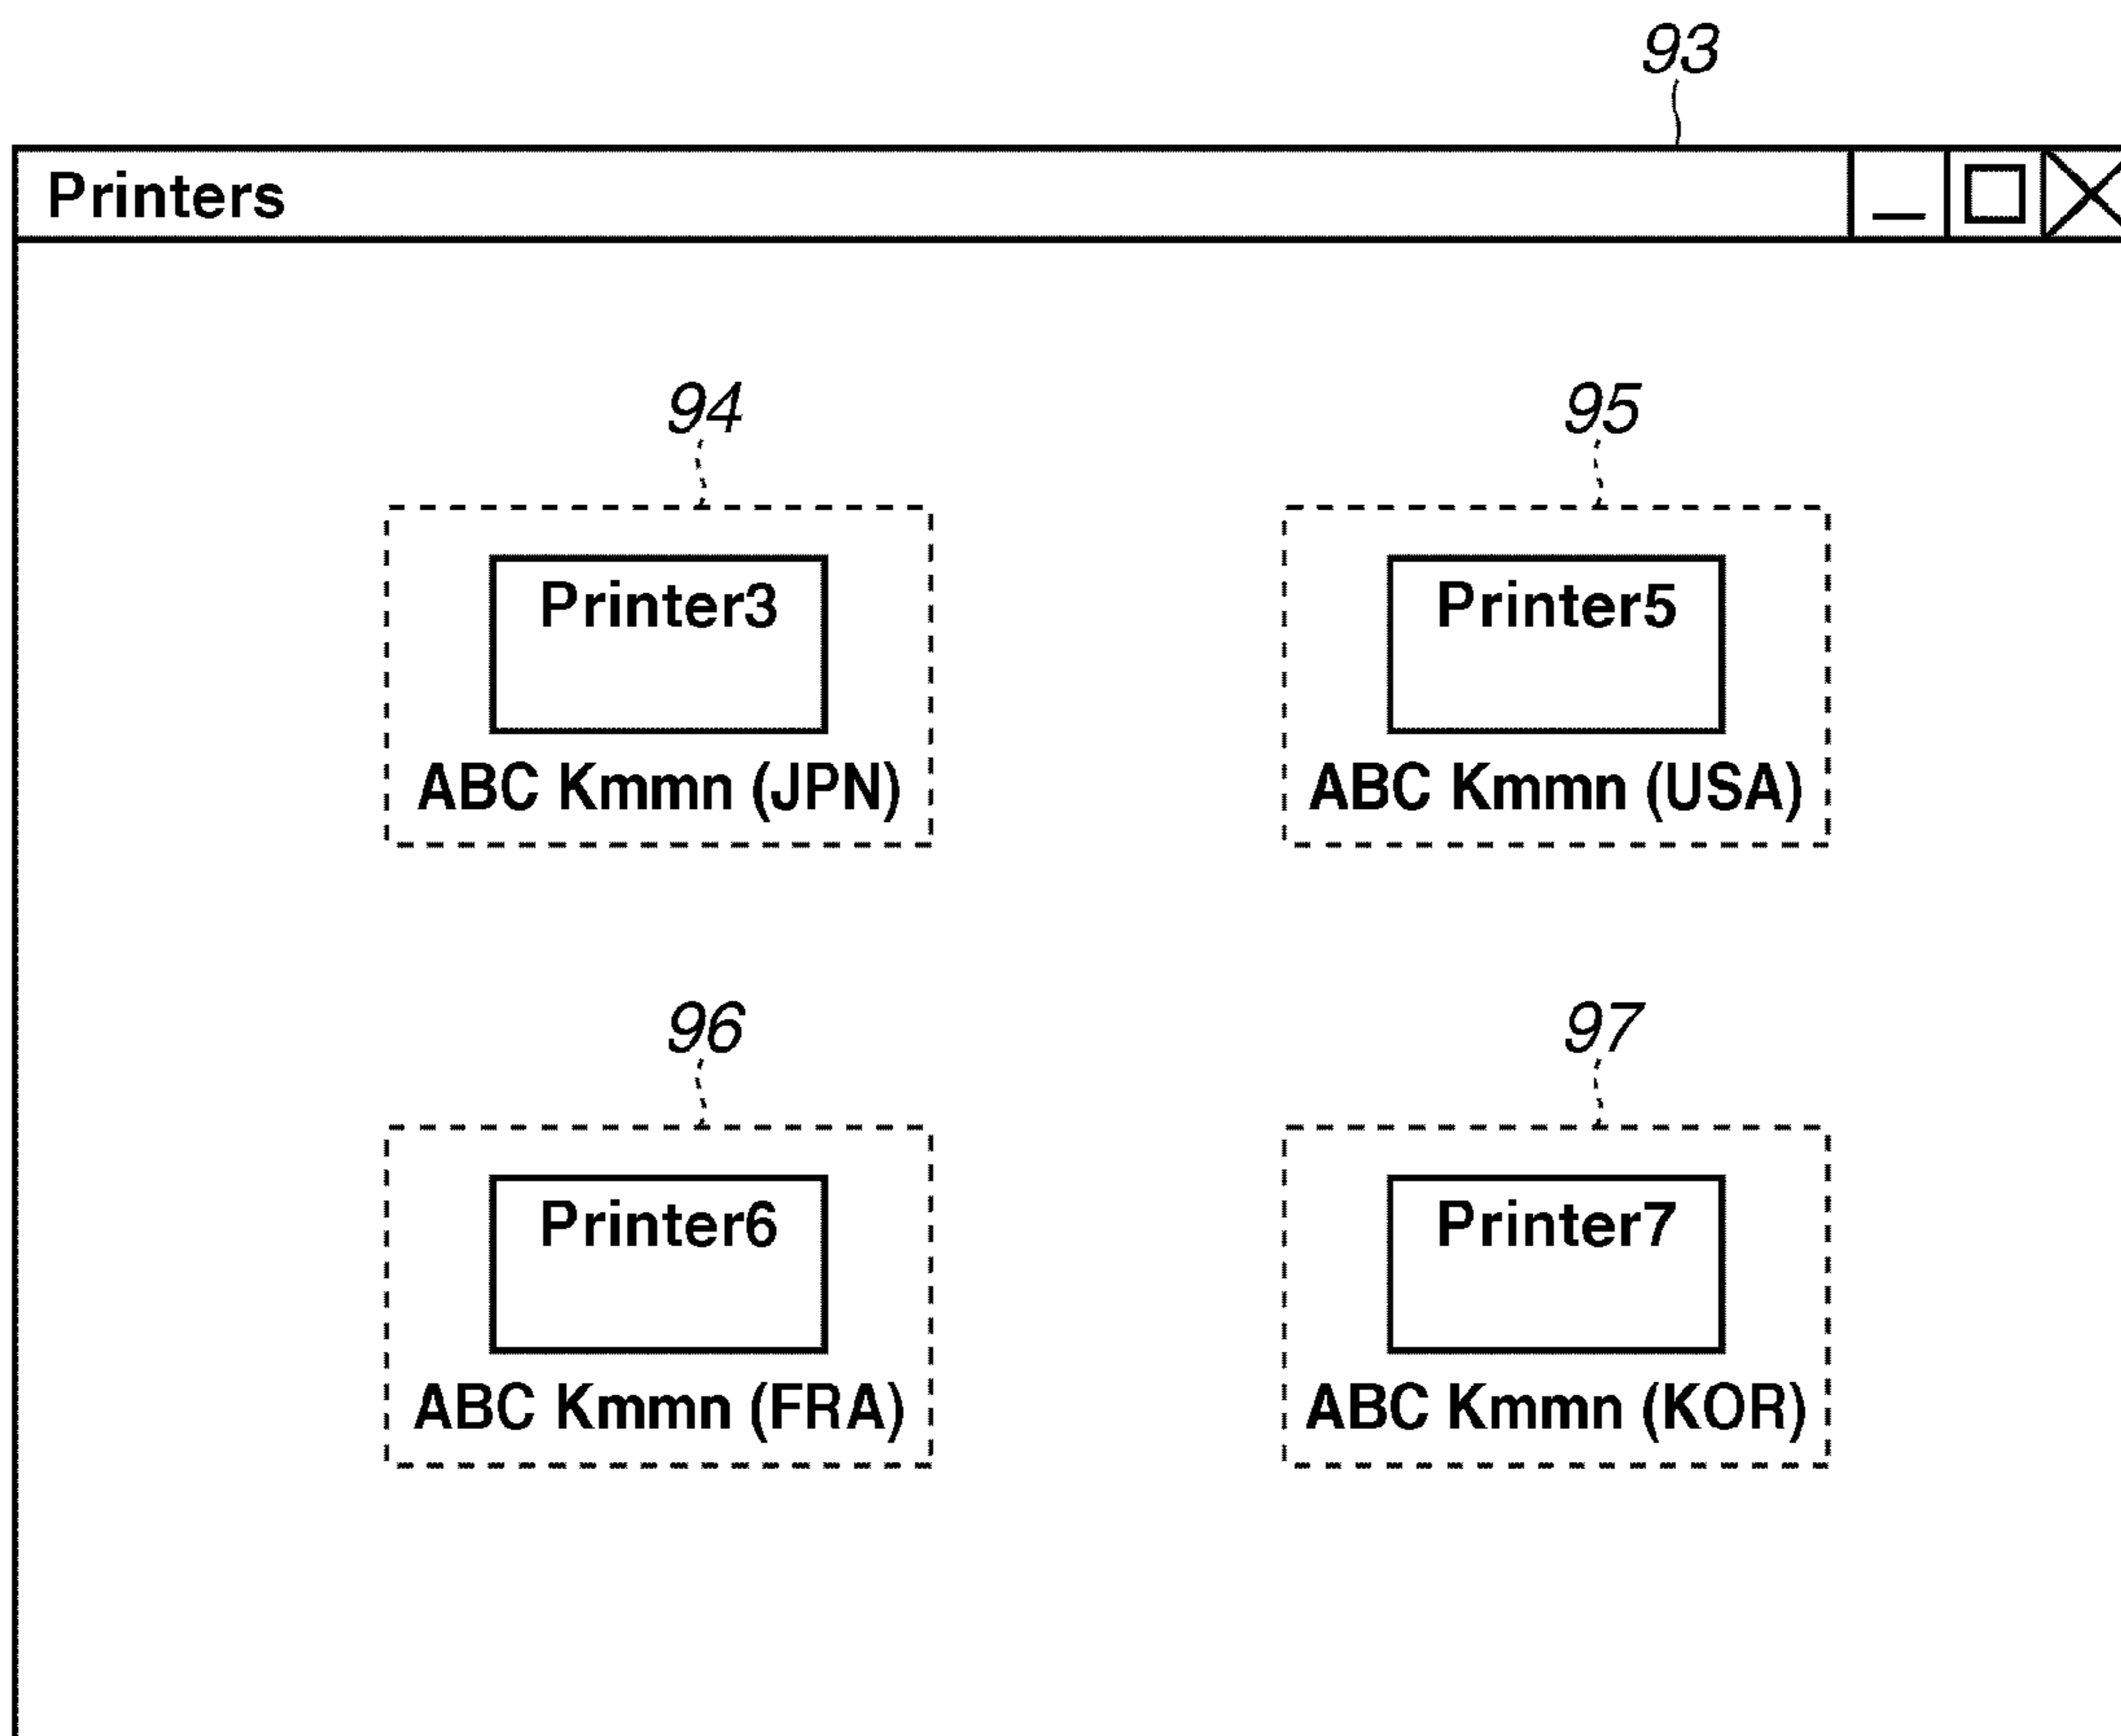 93
Printers
94
95
Printer3
Printer5
ABC Kmmn (JPN)
ABC Kmmn (USA)
96
97
Printer6
Printer7
ABC Kmmn (FRA)
ABC Kmmn (KOR)